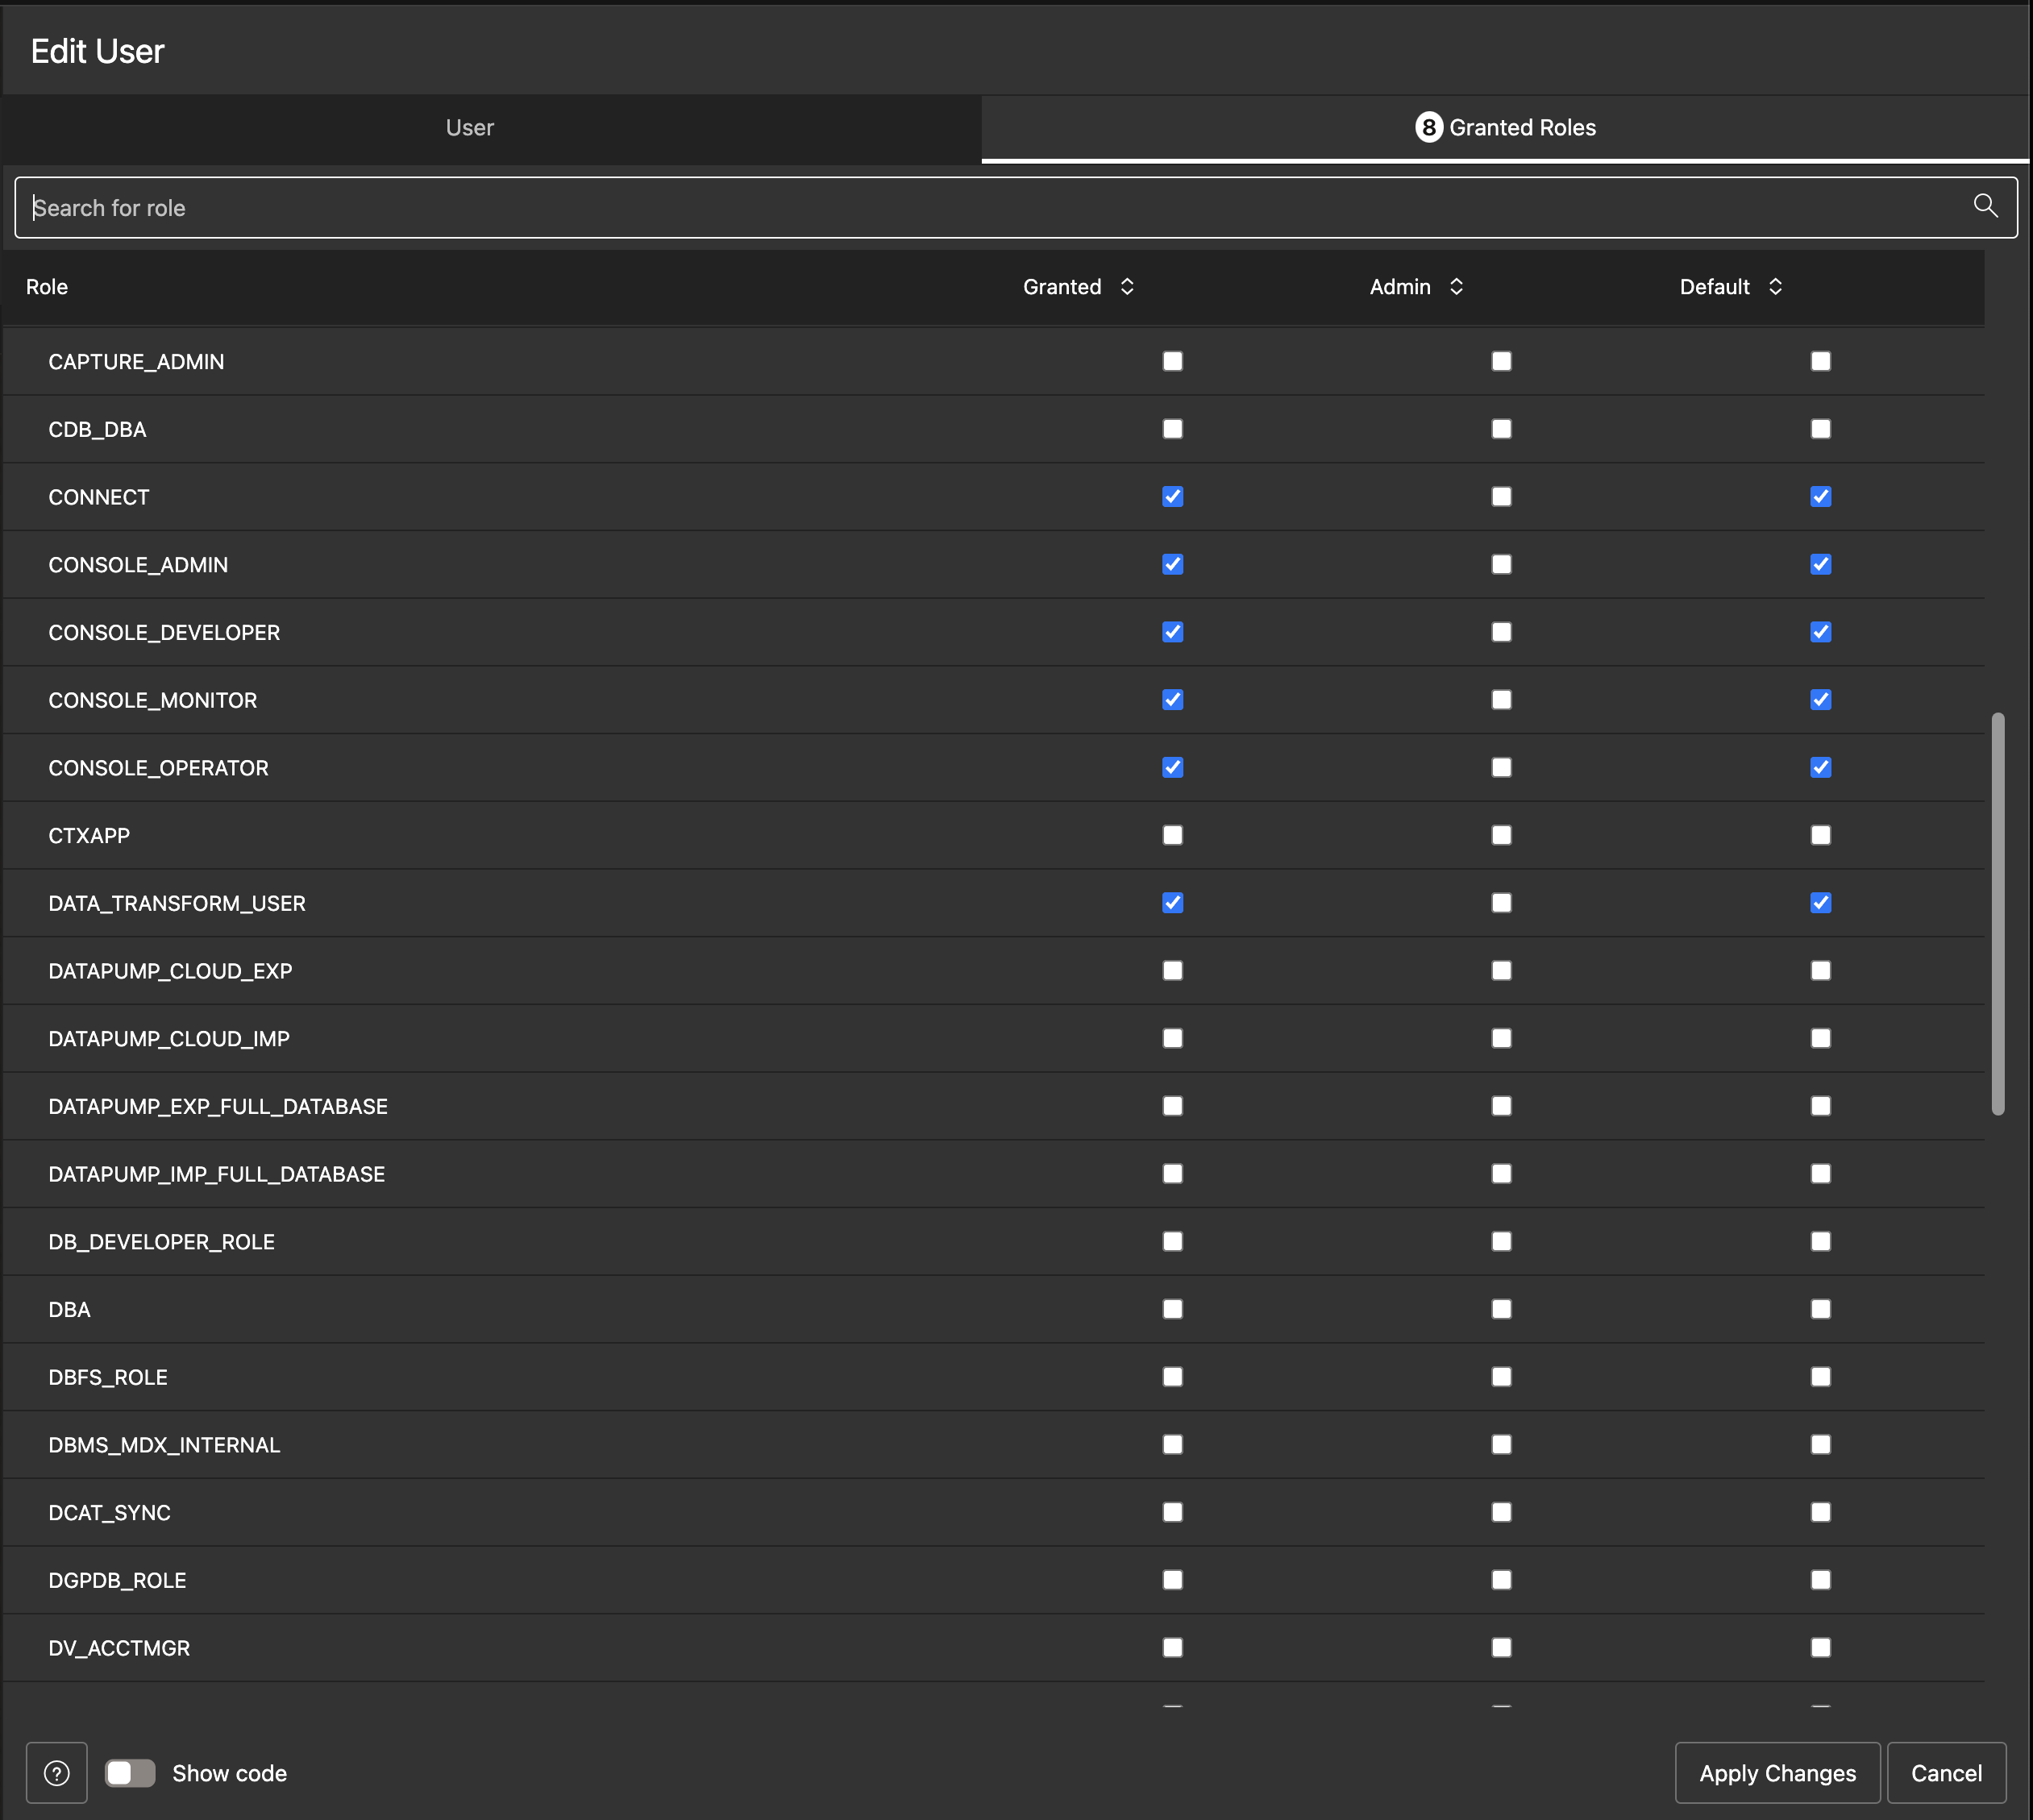 Edit User
User
8 Granted Roles
Search for role
Role Granted Admin Default
CAPTURE_ADMIN
CDB_DBA
CONNECT
CONSOLE_ADMIN
CONSOLE_DEVELOPER
CONSOLE_MONITOR
CONSOLE_OPERATOR
CTXAPP
DATA_TRANSFORM_USER
DATAPUMP_CLOUD_EXP
DATAPUMP_CLOUD_IMP
DATAPUMP_EXP_FULL_DATABASE
DATAPUMP_IMP_FULL_DATABASE
DB_DEVELOPER_ROLE
DBA
DBFS_ROLE
DBMS_MDX_INTERNAL
DCAT_SYNC
DGPDB_ROLE
DV_ACCTMGR
? Show code Apply Changes Cancel